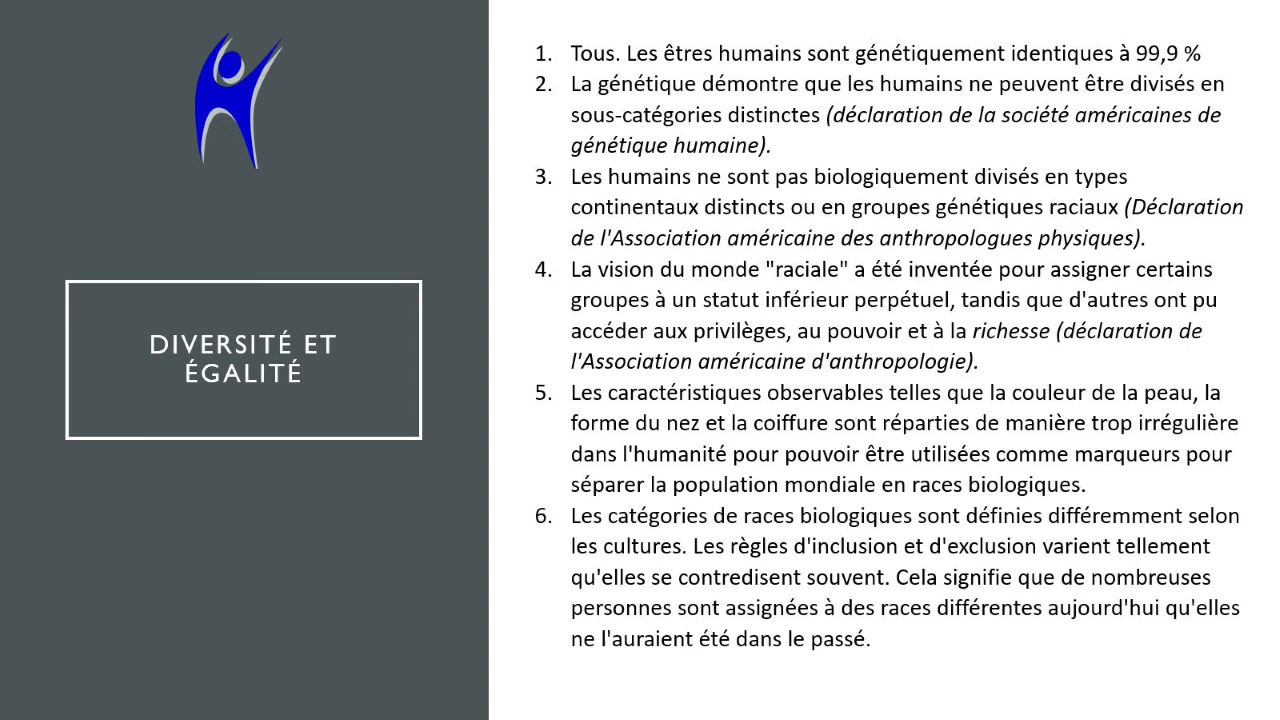 DIVERSITÉ ET
ÉGALITÉ
1. Tous. Les êtres humains sont génétiquement identiques à 99,9 %
2. La génétique démontre que les humains ne peuvent être divisés en
sous-catégories distinctes (déclaration de la société américaines de
génétique humaine).
3. Les humains ne sont pas biologiquement divisés en types
continentaux distincts ou en groupes génétiques raciaux (Déclaration
de l'Association américaine des anthropologues physiques).
4. La vision du monde "raciale" a été inventée pour assigner certains
groupes à un statut inférieur perpétuel, tandis que d'autres ont pu
accéder aux privilèges, au pouvoir et à la richesse (déclaration de
l'Association américaine d'anthropologie).
5. Les caractéristiques observables telles que la couleur de la peau, la
forme du nez et la coiffure sont réparties de manière trop irrégulière
dans l'humanité pour pouvoir être utilisées comme marqueurs pour
séparer la population mondiale en races biologiques.
6. Les catégories de races biologiques sont définies différemment selon
les cultures. Les règles d'inclusion et d'exclusion varient tellement
qu'elles se contredisent souvent. Cela signifie que de nombreuses
personnes sont assignées à des races différentes aujourd'hui qu'elles
ne l'auraient été dans le passé.